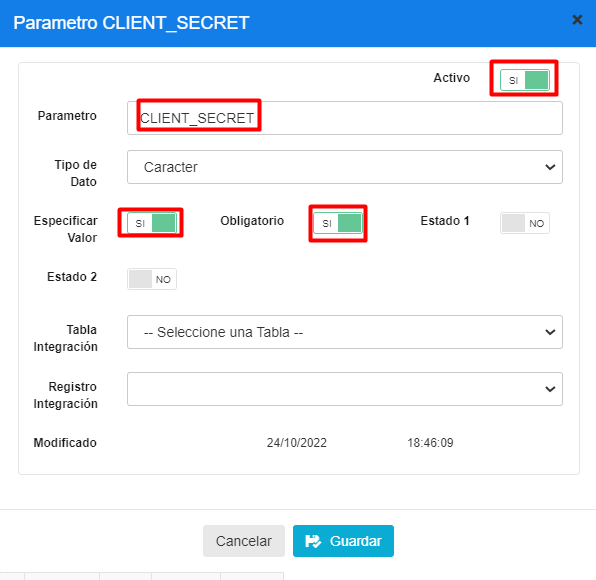 Parametro CLIENT_SECRET ×
Activo SI
Parametro CLIENT_SECRET
Tipo de Dato Caracter
Especificar Valor SI Obligatorio SI Estado 1 NO
Estado 2 NO
Tabla Integración -- Seleccione una Tabla --
Registro Integración
Modificado 24/10/2022 18:46:09
Cancelar Guardar